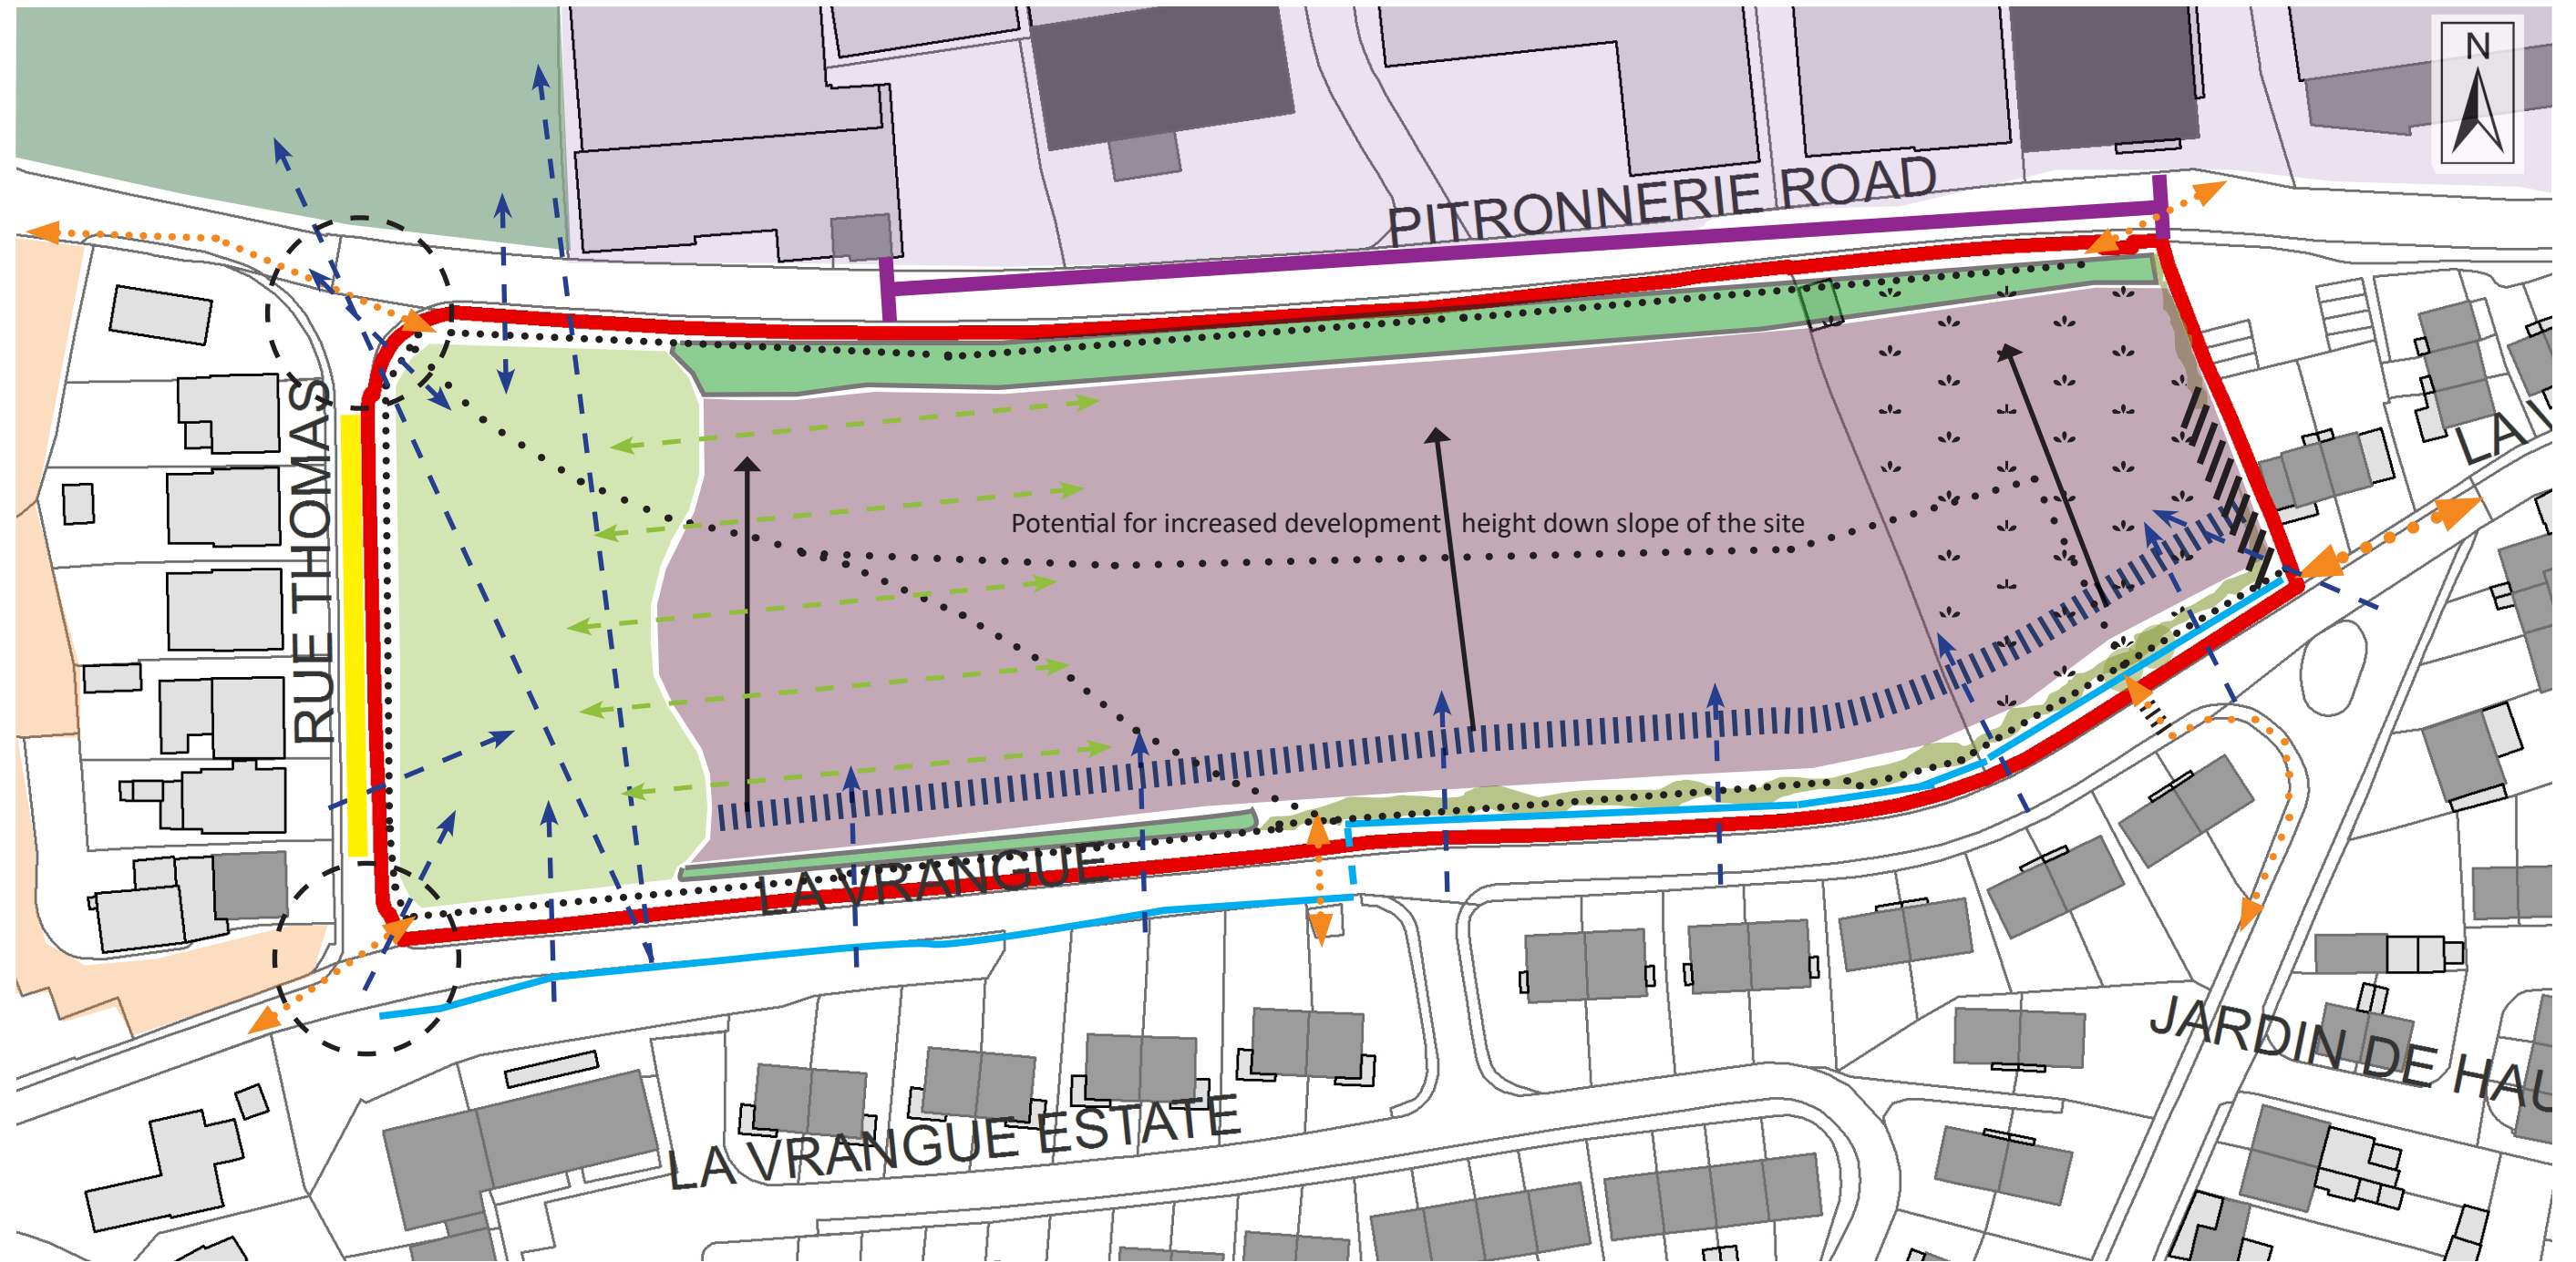 N
PITRONNERIE ROAD
RUE THOMAS
LA V
Potential for increased development height down slope of the site
LA VRANGUE
JARDIN DE HAU
LA VRANGUE ESTATE